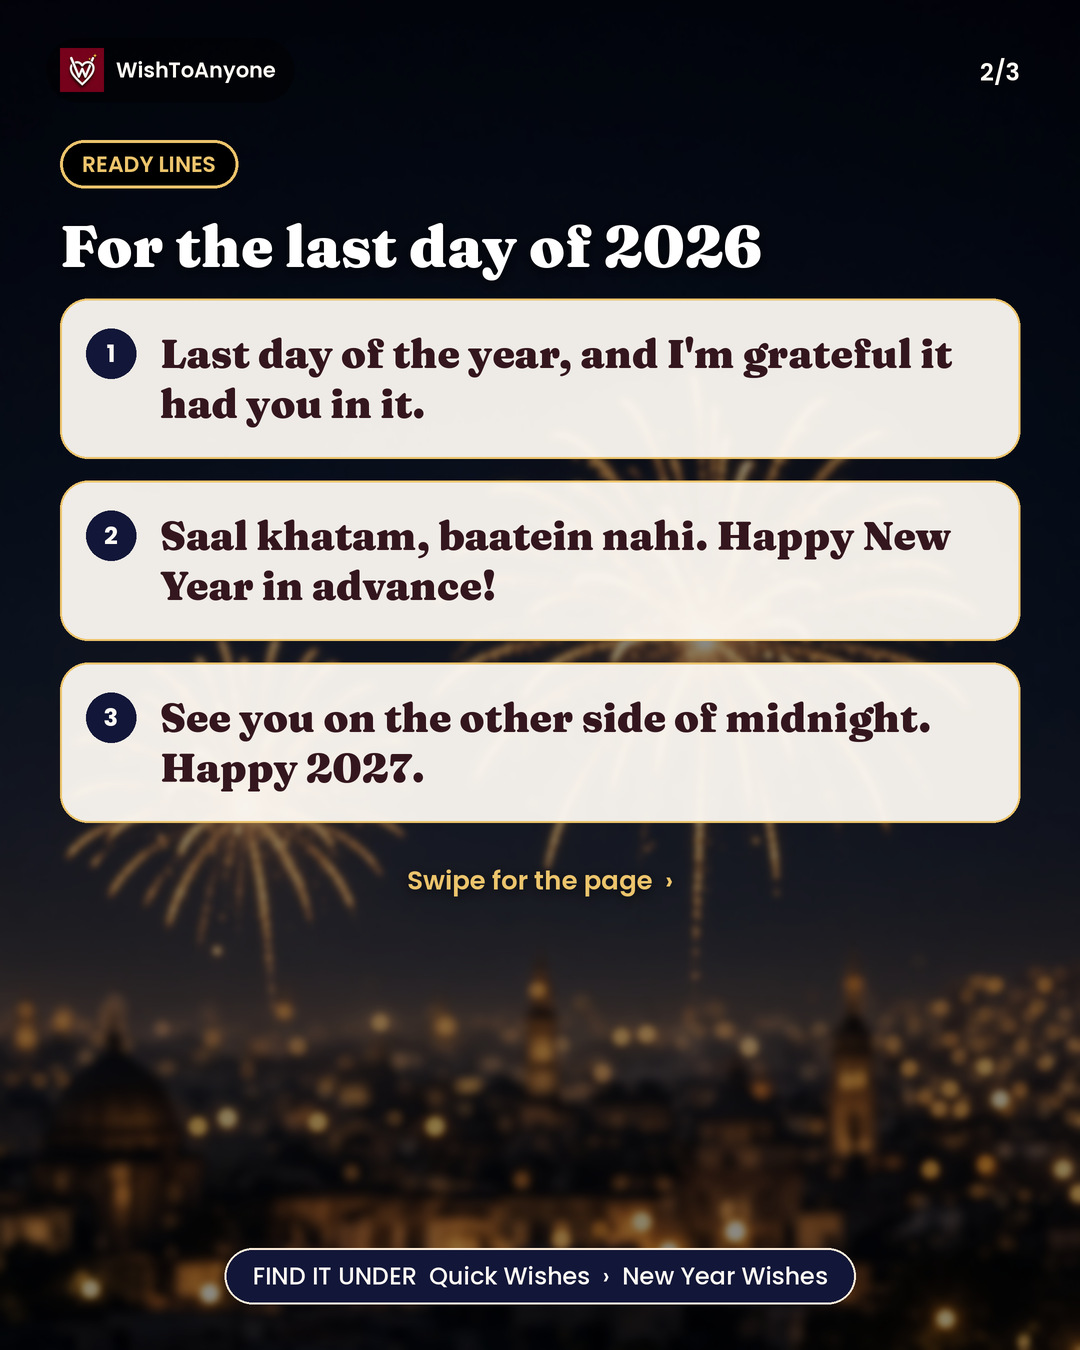 WishToAnyone
2/3
READY LINES
For the last day of 2026
1
Last day of the year, and I'm grateful it
had you in it.
2
Saal khatam, baatein nahi. Happy New
Year in advance!
3
See you on the other side of midnight.
Happy 2027.
Swipe for the page ›
FIND IT UNDER Quick Wishes › New Year Wishes